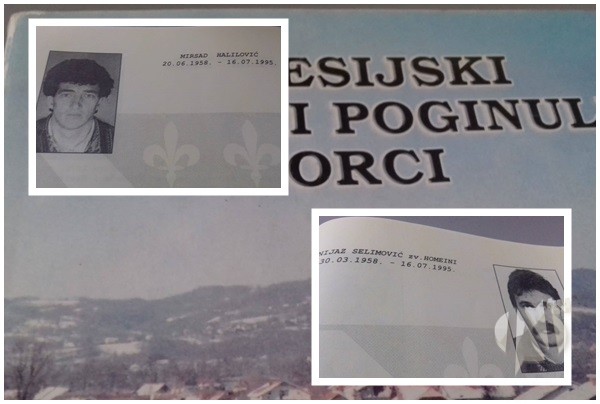 MIRSAD HALILOVIĆ
20.06.1958. - 16.07.1995.
ESIJSKI
I POGINUL
ORCI
NIJAZ SELIMOVIĆ zv.HOMEINI
30.03.1958. - 16.07.1995.